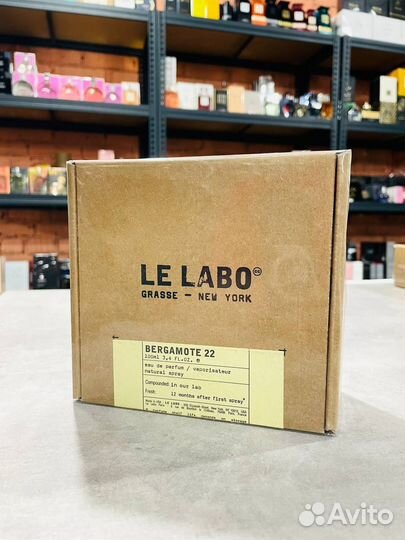 LE LABO
GRASSE — NEW YORK
BERGAMOTE 22
100ml 3,4 FL.OZ. e
eau de parfum / vaporisateur
natural spray
Compounded in our lab
Fresh: 12 months after first spray*
Avito